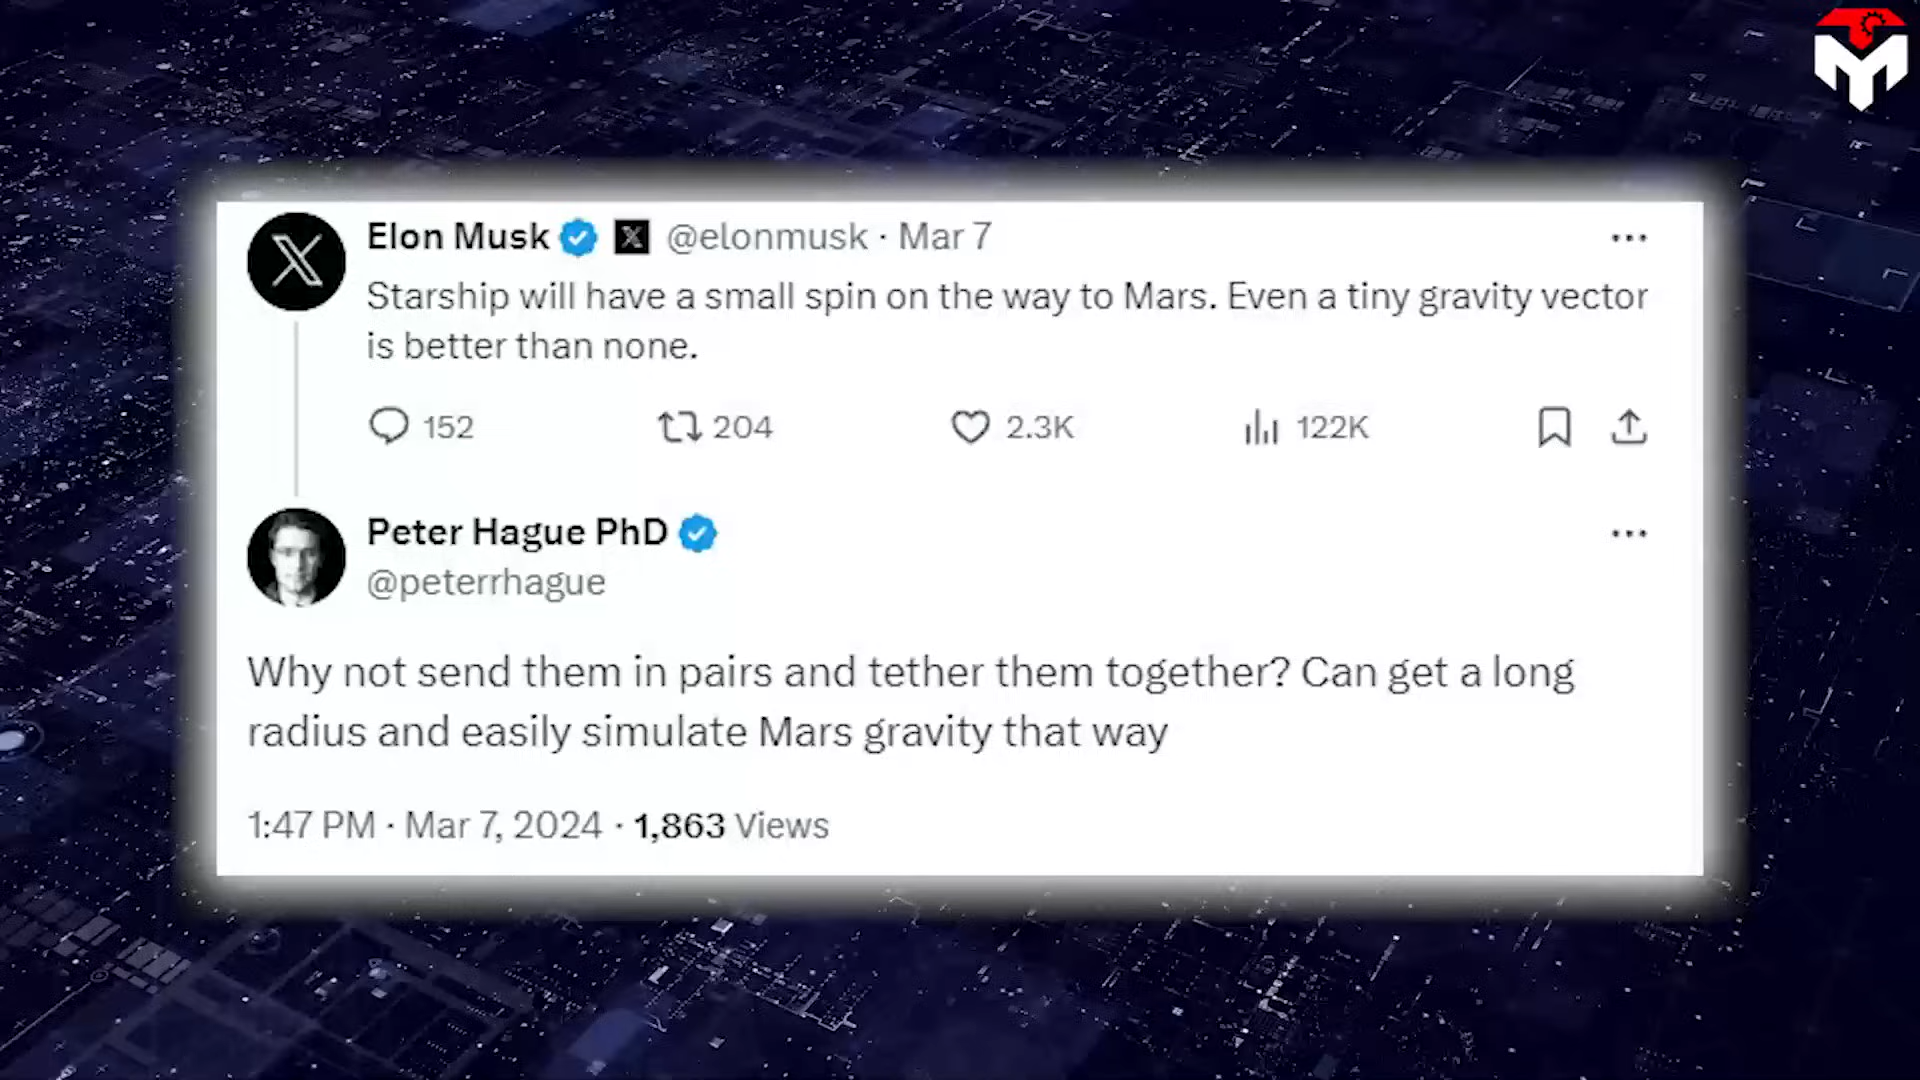 Elon Musk @elonmusk · Mar 7
Starship will have a small spin on the way to Mars. Even a tiny gravity vector
is better than none.
152 204 2.3K 122K
Peter Hague PhD
@peterrhague
Why not send them in pairs and tether them together? Can get a long
radius and easily simulate Mars gravity that way
1:47 PM · Mar 7, 2024 · 1,863 Views